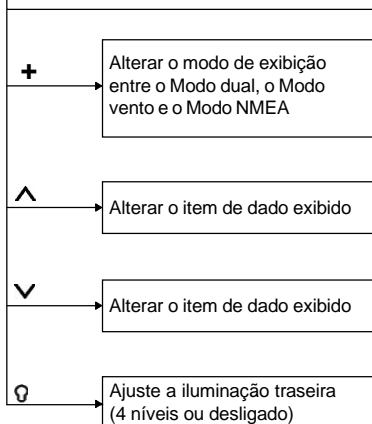 +
Alterar o modo de exibição
entre o Modo dual, o Modo
vento e o Modo NMEA
Alterar o item de dado exibido
Alterar o item de dado exibido
Ajuste a iluminação traseira
(4 níveis ou desligado)